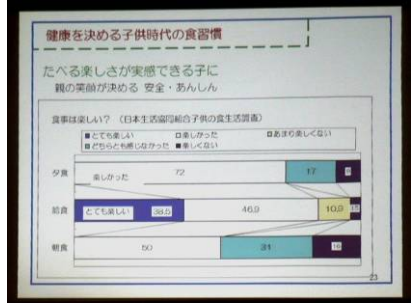 健康を決める子供時代の食習慣
たべる楽しさが実感できる子に
親の笑顔が決める 安全・あんしん
食事は楽しい? (日本生活協同組合子供の食生活調査)
■とても楽しい □楽しかった □あまり楽しくない
■どちらとも感じなかった ■楽しくない
夕食 楽しかった 72 17
給食 とても楽しい 38.6 46.9 10.9
朝食 50 31 19
23